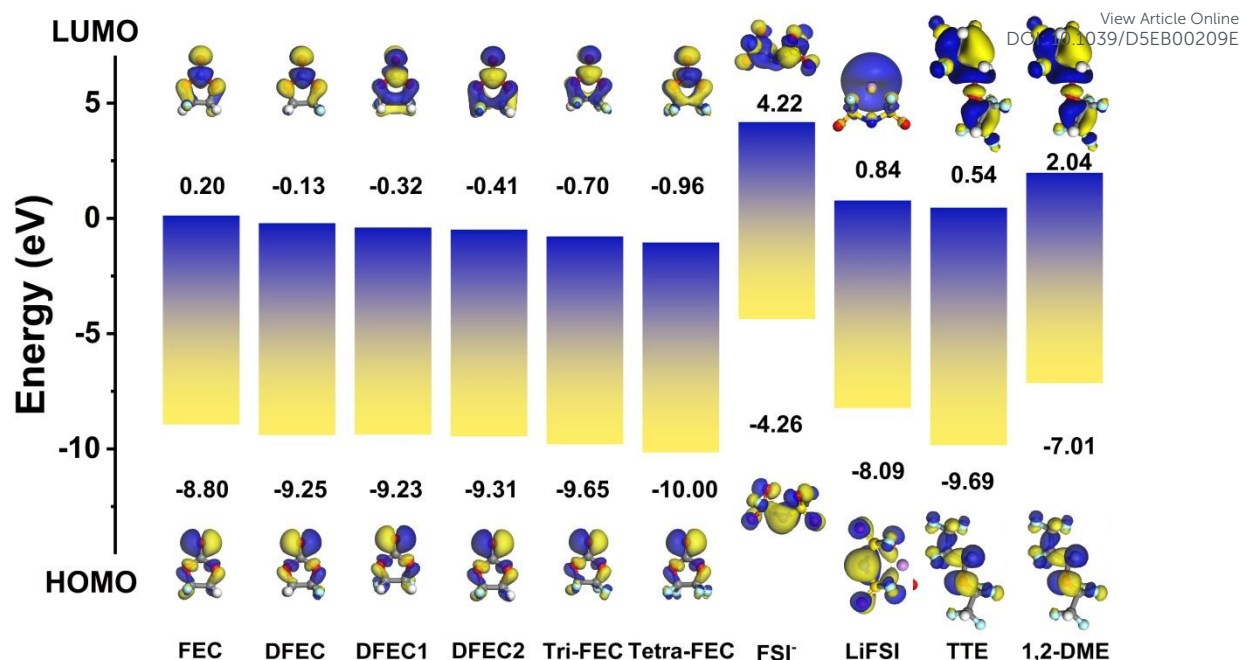 View Article Online
DOI: 10.1039/D5EB00209E
LUMO
Energy (eV)
5
0
-5
-10
HOMO
0.20 -0.13 -0.32 -0.41 -0.70 -0.96 4.22 0.84 0.54 2.04
-8.80 -9.25 -9.23 -9.31 -9.65 -10.00 -4.26 -8.09 -9.69 -7.01
FEC DFEC DFEC1 DFEC2 Tri-FEC Tetra-FEC FSI⁻ LiFSI TTE 1,2-DME